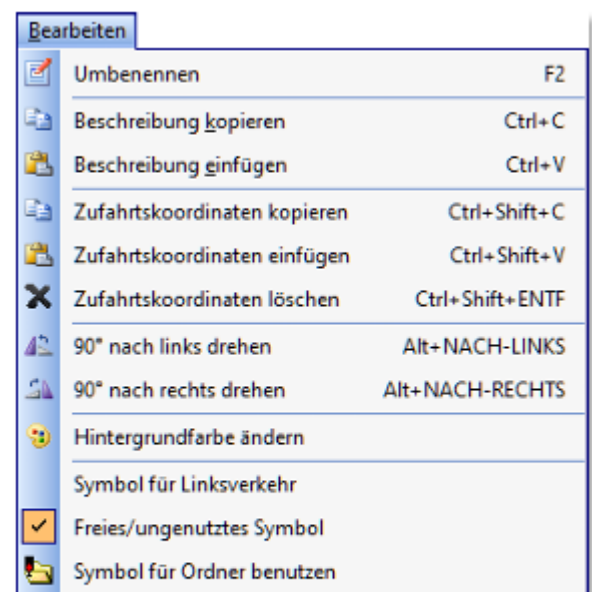 Bearbeiten
Umbenennen F2
Beschreibung kopieren Ctrl+C
Beschreibung einfügen Ctrl+V
Zufahrtskoordinaten kopieren Ctrl+Shift+C
Zufahrtskoordinaten einfügen Ctrl+Shift+V
Zufahrtskoordinaten löschen Ctrl+Shift+ENTF
90° nach links drehen Alt+NACH-LINKS
90° nach rechts drehen Alt+NACH-RECHTS
Hintergrundfarbe ändern
Symbol für Linksverkehr
Freies/ungenutztes Symbol
Symbol für Ordner benutzen